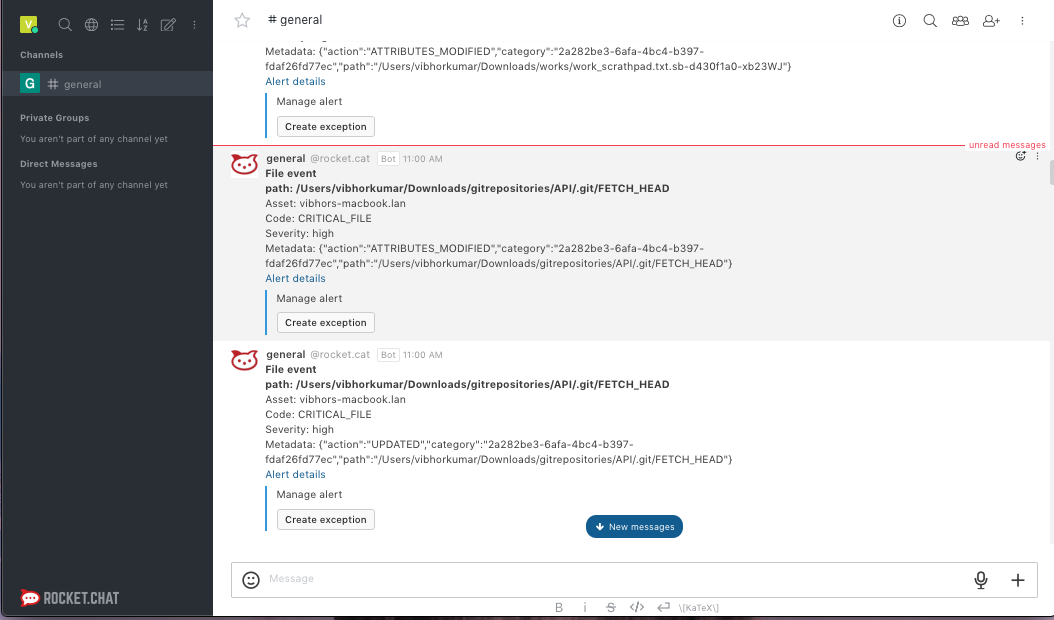 V
Channels
G # general
Private Groups
You aren't part of any channel yet
Direct Messages
You aren't part of any channel yet
ROCKET.CHAT
# general
Metadata: {"action":"ATTRIBUTES_MODIFIED","category":"2a282be3-6afa-4bc4-b397-
fdaf26fd77ec","path":"/Users/vibhorkumar/Downloads/works/work_scrathpad.txt.sb-d430f1a0-xb23WJ"}
Alert details
Manage alert
Create exception
unread messages
general @rocket.cat Bot 11:00 AM
File event
path: /Users/vibhorkumar/Downloads/gitrepositories/API/.git/FETCH_HEAD
Asset: vibhors-macbook.lan
Code: CRITICAL_FILE
Severity: high
Metadata: {"action":"ATTRIBUTES_MODIFIED","category":"2a282be3-6afa-4bc4-b397-
fdaf26fd77ec","path":"/Users/vibhorkumar/Downloads/gitrepositories/API/.git/FETCH_HEAD"}
Alert details
Manage alert
Create exception
general @rocket.cat Bot 11:00 AM
File event
path: /Users/vibhorkumar/Downloads/gitrepositories/API/.git/FETCH_HEAD
Asset: vibhors-macbook.lan
Code: CRITICAL_FILE
Severity: high
Metadata: {"action":"UPDATED","category":"2a282be3-6afa-4bc4-b397-
fdaf26fd77ec","path":"/Users/vibhorkumar/Downloads/gitrepositories/API/.git/FETCH_HEAD"}
Alert details
Manage alert
Create exception
New messages
Message
B i S </> \[KaTeX\]